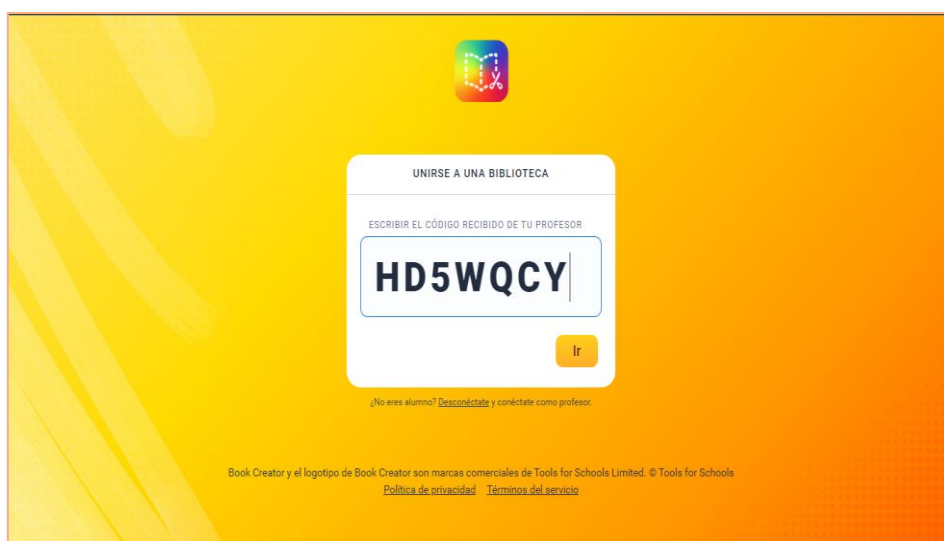 UNIRSE A UNA BIBLIOTECA
ESCRIBIR EL CÓDIGO RECIBIDO DE TU PROFESOR
HD5WQCY
Ir
¿No eres alumno? Desconéctate y conéctate como profesor.
Book Creator y el logotipo de Book Creator son marcas comerciales de Tools for Schools Limited. © Tools for Schools
Política de privacidad Términos del servicio